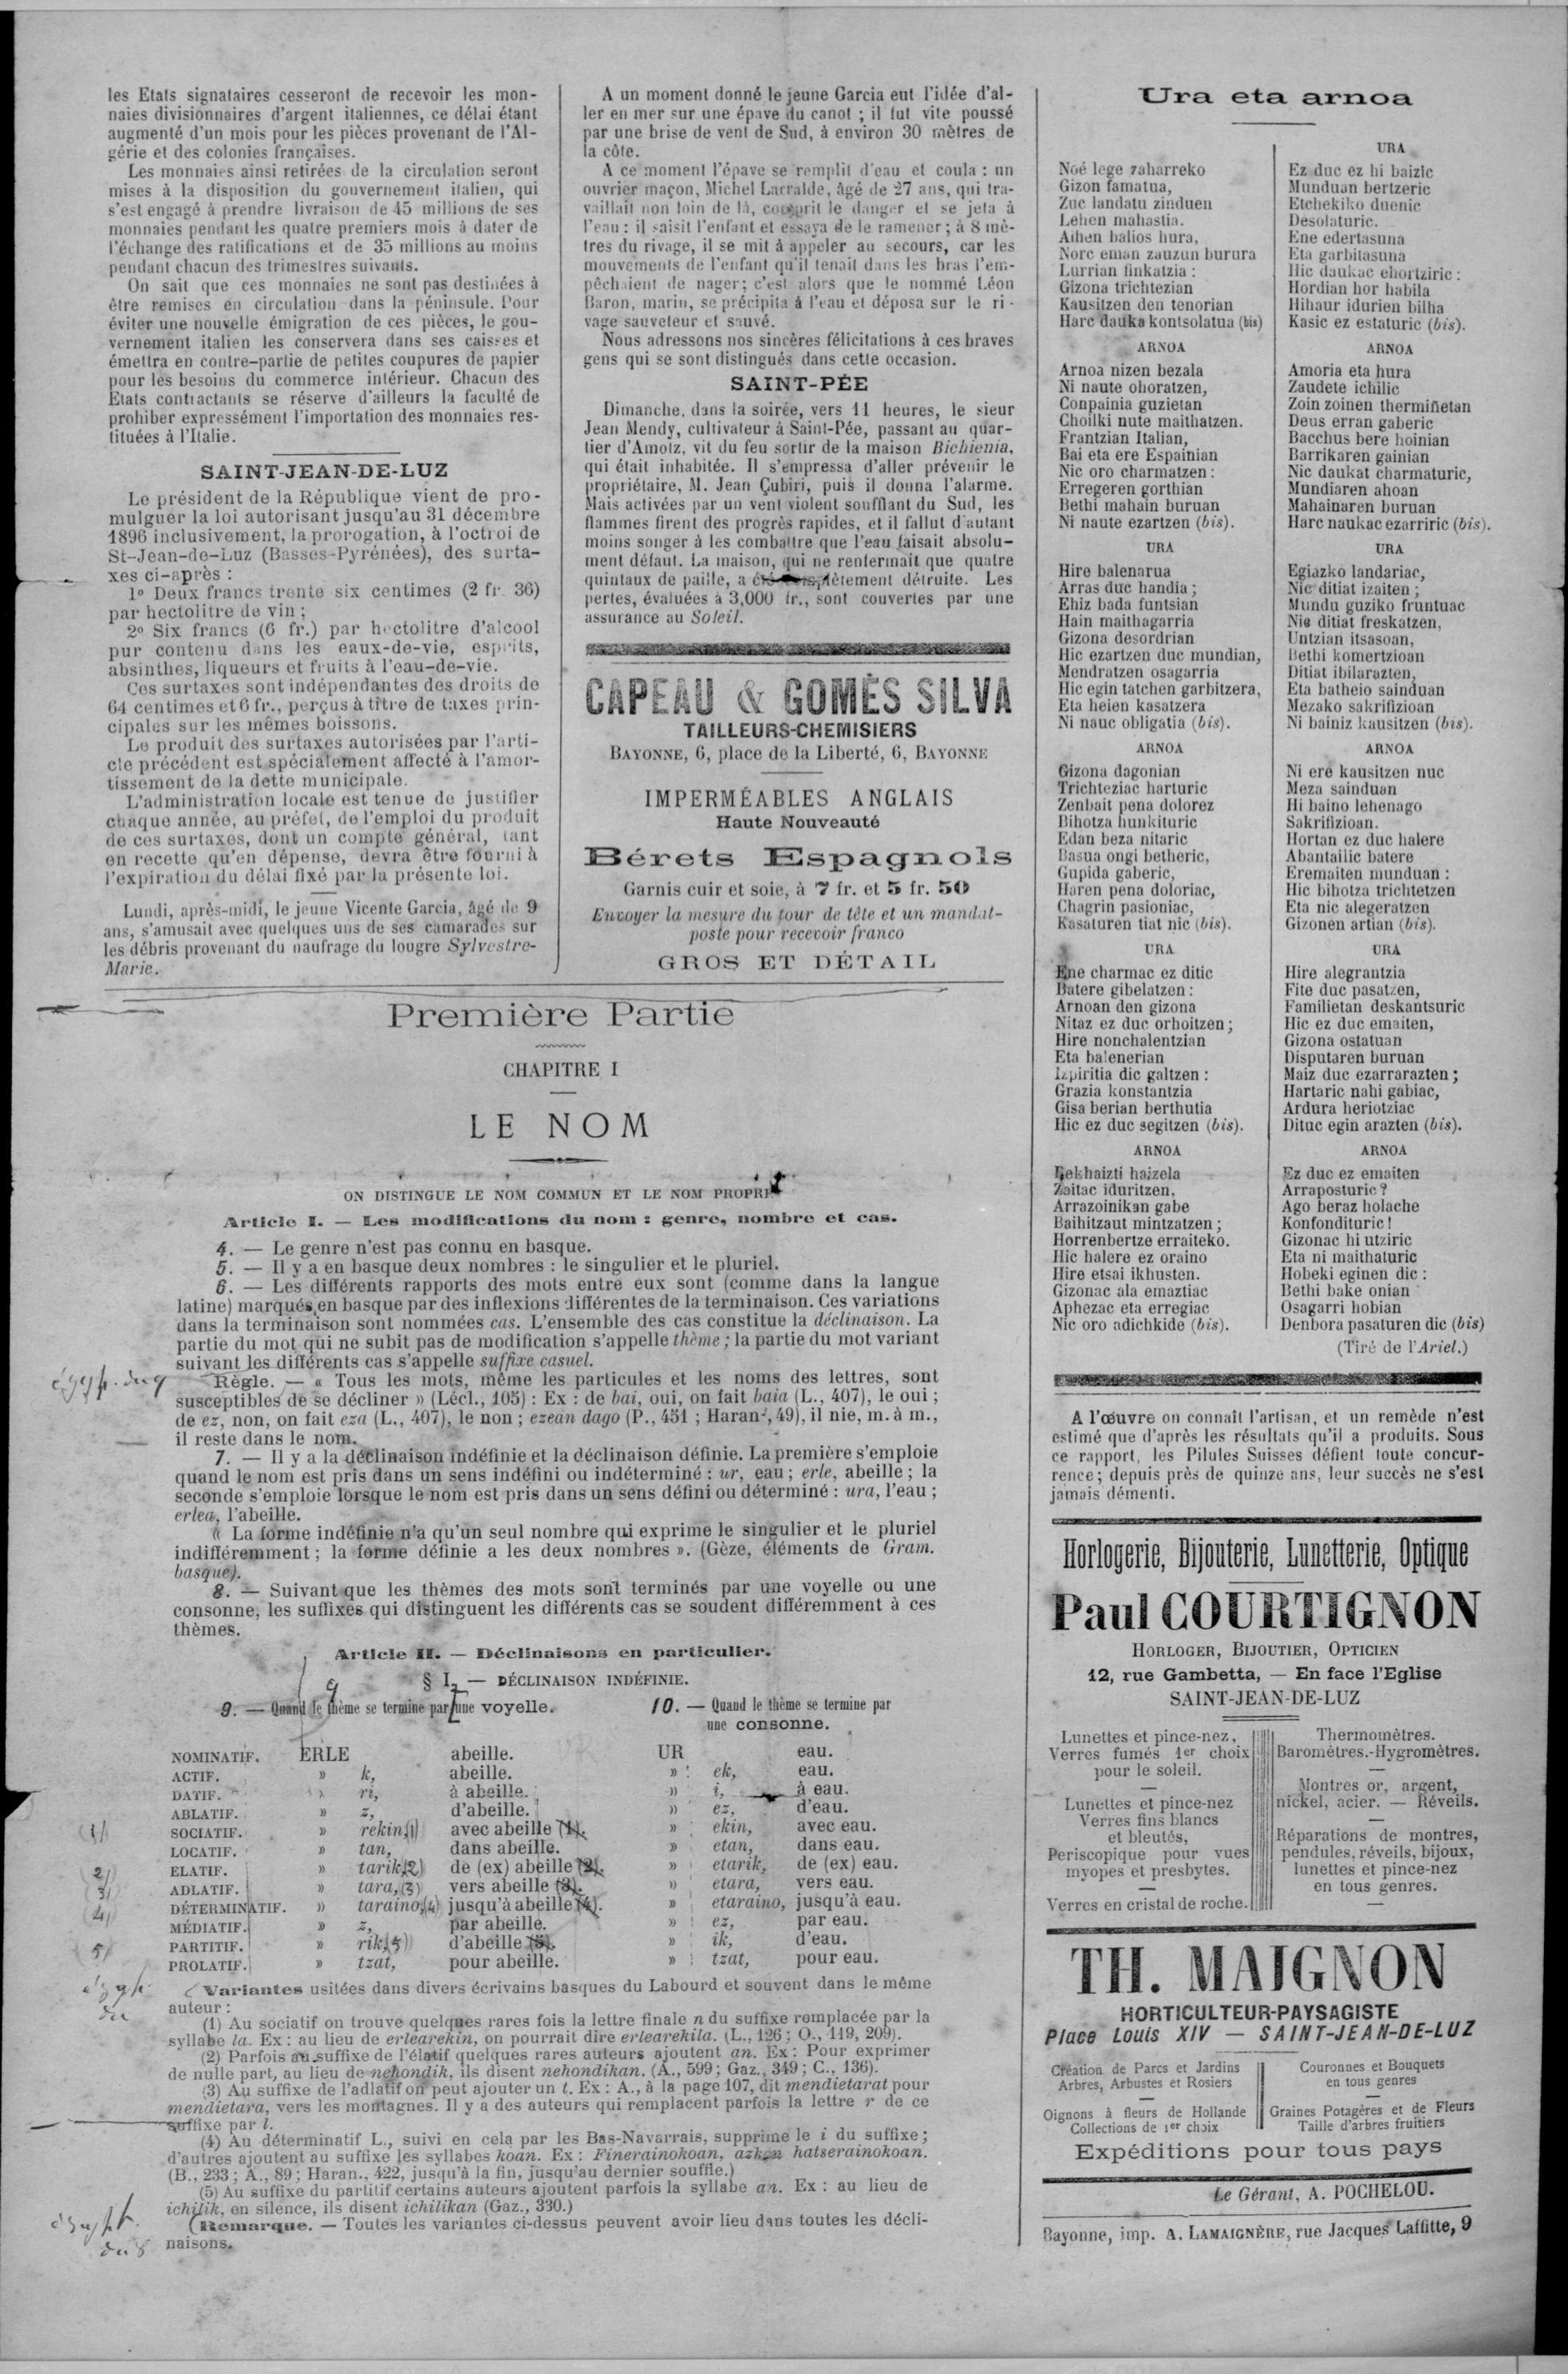 les Etats signataires cesseront de recevoir les mon-
naies divisionnaires d'argent italiennes, ce délai étant
augmenté d'un mois pour les pièces provenant de l'Al-
gérie et des colonies françaises.
Les monnaies ainsi retirées de la circulation seront
mises à la disposition du gouvernement italien, qui
s'est engagé à prendre livraison de 45 millions de ses
monnaies pendant les quatre premiers mois à dater de
l'échange des ratifications et de 35 millions au moins
pendant chacun des trimestres suivants.
On sait que ces monnaies ne sont pas destinées à
être remises en circulation dans la péninsule. Pour
éviter une nouvelle émigration de ces pièces, le gou-
vernement italien les conservera dans ses caisses et
émettra en contre-partie de petites coupures de papier
pour les besoins du commerce intérieur. Chacun des
Etats contractants se réserve d'ailleurs la faculté de
prohiber expressément l'importation des monnaies res-
tituées à l'Italie.
SAINT-JEAN-DE-LUZ
Le président de la République vient de pro-
mulguer la loi autorisant jusqu'au 31 décembre
1896 inclusivement, la prorogation, à l'octroi de
St-Jean-de-Luz (Basses-Pyrénées), des surta-
xes ci-après :
1º Deux francs trente six centimes (2 fr. 36)
par hectolitre de vin ;
2º Six francs (6 fr.) par hectolitre d'alcool
pur contenu dans les eaux-de-vie, esprits,
absinthes, liqueurs et fruits à l'eau-de-vie.
Ces surtaxes sont indépendantes des droits de
64 centimes et 6 fr., perçus à titre de taxes prin-
cipales sur les mêmes boissons.
Le produit des surtaxes autorisées par l'arti-
cle précédent est spécialement affecté à l'amor-
tissement de la dette municipale.
L'administration locale est tenue de justifier
chaque année, au préfet, de l'emploi du produit
de ces surtaxes, dont un compte général, tant
en recette qu'en dépense, devra être fourni à
l'expiration du délai fixé par la présente loi.
Lundi, après-midi, le jeune Vicente Garcia, âgé de 9
ans, s'amusait avec quelques uns de ses camarades sur
les débris provenant du naufrage du lougre Sylvestre-
Marie.
A un moment donné le jeune Garcia eut l'idée d'al-
ler en mer sur une épave du canot ; il fut vite poussé
par une brise de vent de Sud, à environ 30 mètres de
la côte.
A ce moment l'épave se remplit d'eau et coula : un
ouvrier maçon, Michel Larralde, âgé de 27 ans, qui tra-
vaillait non loin de là, comprit le danger et se jeta à
l'eau : il saisit l'enfant et essaya de le ramener ; à 8 mè-
tres du rivage, il se mit à appeler au secours, car les
mouvements de l'enfant qu'il tenait dans les bras l'em-
pêchaient de nager; c'est alors que le nommé Léon
Baron, marin, se précipita à l'eau et déposa sur le ri-
vage sauveteur et sauvé.
Nous adressons nos sincères félicitations à ces braves
gens qui se sont distingués dans cette occasion.
SAINT-PÉE
Dimanche, dans la soirée, vers 11 heures, le sieur
Jean Mendy, cultivateur à Saint-Pée, passant au quar-
tier d'Amotz, vit du feu sortir de la maison Bichienia,
qui était inhabitée. Il s'empressa d'aller prévenir le
propriétaire, M. Jean Çubiri, puis il donna l'alarme.
Mais activées par un vent violent soufflant du Sud, les
flammes firent des progrès rapides, et il fallut d'autant
moins songer à les combattre que l'eau faisait absolu-
ment défaut. La maison, qui ne renfermait que quatre
quintaux de paille, a été complètement détruite. Les
pertes, évaluées à 3,000 fr., sont couvertes par une
assurance au Soleil.
CAPEAU & GOMÈS SILVA
TAILLEURS-CHEMISIERS
BAYONNE, 6, place de la Liberté, 6, BAYONNE
IMPERMÉABLES ANGLAIS
Haute Nouveauté
Bérets Espagnols
Garnis cuir et soie, à 7 fr. et 5 fr. 50
Envoyer la mesure du tour de tête et un mandat-
poste pour recevoir franco
GROS ET DÉTAIL
Première Partie
CHAPITRE I
LE NOM
ON DISTINGUE LE NOM COMMUN ET LE NOM PROPRE
Article I. — Les modifications du nom : genre, nombre et cas.
4. — Le genre n'est pas connu en basque.
5. — Il y a en basque deux nombres : le singulier et le pluriel.
6. — Les différents rapports des mots entre eux sont (comme dans la langue
latine) marqués en basque par des inflexions différentes de la terminaison. Ces variations
dans la terminaison sont nommées cas. L'ensemble des cas constitue la déclinaison. La
partie du mot qui ne subit pas de modification s'appelle thème ; la partie du mot variant
suivant les différents cas s'appelle suffixe casuel.
Règle. — « Tous les mots, même les particules et les noms des lettres, sont
susceptibles de se décliner » (Lécl., 105) : Ex : de bai, oui, on fait baia (L., 407), le oui ;
de ez, non, on fait eza (L., 407), le non ; ezean dago (P., 451 ; Haran., 49), il nie, m. à m.,
il reste dans le nom.
7. — Il y a la déclinaison indéfinie et la déclinaison définie. La première s'emploie
quand le nom est pris dans un sens indéfini ou indéterminé : ur, eau ; erle, abeille ; la
seconde s'emploie lorsque le nom est pris dans un sens défini ou déterminé : ura, l'eau ;
erlea, l'abeille.
« La forme indéfinie n'a qu'un seul nombre qui exprime le singulier et le pluriel
indifféremment ; la forme définie a les deux nombres ». (Gèze, éléments de Gram.
basque).
8. — Suivant que les thèmes des mots sont terminés par une voyelle ou une
consonne, les suffixes qui distinguent les différents cas se soudent différemment à ces
thèmes.
Article II. — Déclinaisons en particulier.
§ I. — DÉCLINAISON INDÉFINIE.
9. — Quand le thème se termine par une voyelle.
10. — Quand le thème se termine par
une consonne.
NOMINATIF. ERLE abeille. UR eau.
ACTIF. » k, abeille. » ek, eau.
DATIF. » ri, à abeille. » i, à eau.
ABLATIF. » z, d'abeille. » ez, d'eau.
SOCIATIF. » rekin,(1) avec abeille (1). » ekin, avec eau.
LOCATIF. » tan, dans abeille. » etan, dans eau.
ELATIF. » tarik,(2) de (ex) abeille (2). » etarik, de (ex) eau.
ADLATIF. » tara,(3) vers abeille (3). » etara, vers eau.
DÉTERMINATIF. » taraino,(4) jusqu'à abeille (4). » etaraino, jusqu'à eau.
MÉDIATIF. » z, par abeille. » ez, par eau.
PARTITIF. » rik,(5) d'abeille (5). » ik, d'eau.
PROLATIF. » tzat, pour abeille. » tzat, pour eau.
Variantes usitées dans divers écrivains basques du Labourd et souvent dans le même
auteur :
(1) Au sociatif on trouve quelques rares fois la lettre finale n du suffixe remplacée par la
syllabe la. Ex : au lieu de erlearekin, on pourrait dire erlearekila. (L., 126 ; O., 119, 209).
(2) Parfois au suffixe de l'élatif quelques rares auteurs ajoutent an. Ex : Pour exprimer
de nulle part, au lieu de nehondik, ils disent nehondikan. (A., 599 ; Gaz., 349 ; C., 136).
(3) Au suffixe de l'adlatif on peut ajouter un t. Ex : A., à la page 107, dit mendietarat pour
mendietara, vers les montagnes. Il y a des auteurs qui remplacent parfois la lettre r de ce
suffixe par l.
(4) Au déterminatif L., suivi en cela par les Bas-Navarrais, supprime le i du suffixe ;
d'autres ajoutent au suffixe les syllabes koan. Ex : Finerainokoan, azken hatserainokoan.
(B., 233 ; A., 89 ; Haran., 422, jusqu'à la fin, jusqu'au dernier souffle.)
(5) Au suffixe du partitif certains auteurs ajoutent parfois la syllabe an. Ex : au lieu de
ichilik, en silence, ils disent ichilikan (Gaz., 330.)
Remarque. — Toutes les variantes ci-dessus peuvent avoir lieu dans toutes les décli-
naisons.
Ura eta arnoa
Noé lege zaharreko
Gizon famatua,
Zuc landatu zinduen
Lehen mahastia.
Aihen balios hura,
Norc eman zauzun burura
Lurrian finkatzia :
Gizona trichtezian
Kausitzen den tenorian
Harc dauka kontsolatua (bis)
ARNOA
Arnoa nizen bezala
Ni naute ohoratzen,
Conpainia guzietan
Choilki nute maithatzen.
Frantzian Italian,
Bai eta ere Espainian
Nic oro charmatzen :
Erregeren gorthian
Bethi mahain buruan
Ni naute ezartzen (bis).
URA
Hire balenarua
Arras duc handia ;
Ehiz bada funtsian
Hain maithagarria
Gizona desordrian
Hic ezartzen duc mundian,
Mendratzen osagarria
Hic egin tatchen garbitzera,
Eta heien kasatzera
Ni nauc obligatia (bis).
ARNOA
Gizona dagonian
Trichteziac harturic
Zenbait pena dolorez
Bihotza hunkituric
Edan beza nitaric
Basua ongi betheric,
Gupida gaberic,
Haren pena doloriac,
Chagrin pasioniac,
Kasaturen tiat nic (bis).
URA
Ene charmac ez ditic
Batere gibelatzen :
Arnoan den gizona
Nitaz ez duc orhoitzen ;
Hire nonchalentzian
Eta balenerian
Izpiritia dic galtzen :
Grazia konstantzia
Gisa berian berthutia
Hic ez duc segitzen (bis).
ARNOA
Bekhaizti haizela
Zaitac iduritzen,
Arrazoinikan gabe
Baihitzaut mintzatzen ;
Horrenbertze erraiteko.
Hic halere ez oraino
Hire etsai ikhusten.
Gizonac ala emaztiac
Aphezac eta erregiac
Nic oro adichkide (bis).
URA
Ez duc ez hi baizic
Munduan bertzeric
Etchekiko duenic
Desolaturic.
Ene edertasuna
Eta garbitasuna
Hic daukac ehortziric :
Hordian hor habila
Hihaur idurien bilha
Kasic ez estaturic (bis).
ARNOA
Amoria eta hura
Zaudete ichilic
Zoin zoinen thermiñetan
Deus erran gaberic
Bacchus bere hoinian
Barrikaren gainian
Nic daukat charmaturic,
Mundiaren ahoan
Mahainaren buruan
Harc naukac ezarriric (bis).
URA
Egiazko landariac,
Nic ditiat izaiten ;
Mundu guziko fruntuac
Nic ditiat freskatzen,
Untzian itsasoan,
Bethi komertzioan
Ditiat ibilarazten,
Eta batheio sainduan
Mezako sakrifizioan
Ni bainiz kausitzen (bis).
ARNOA
Ni ere kausitzen nuc
Meza sainduan
Hi baino lehenago
Sakrifizioan.
Hortan ez duc halere
Abantailic batere
Eremaiten munduan :
Hic bihotza trichtetzen
Eta nic alegeratzen
Gizonen artian (bis).
URA
Hire alegrantzia
Fite duc pasatzen,
Familietan deskantsuric
Hic ez duc emaiten,
Gizona ostatuan
Disputaren buruan
Maiz duc ezarrarazten ;
Hartaric nahi gabiac,
Ardura heriotziac
Dituc egin arazten (bis).
ARNOA
Ez duc ez emaiten
Arraposturic ?
Ago beraz holache
Konfondituric !
Gizonac hi utziric
Eta ni maithaturic
Hobeki eginen dic :
Bethi bake onian
Osagarri hobian
Denbora pasaturen dic (bis)
(Tiré de l'Ariel.)
A l'œuvre on connaît l'artisan, et un remède n'est
estimé que d'après les résultats qu'il a produits. Sous
ce rapport, les Pilules Suisses défient toute concur-
rence ; depuis près de quinze ans, leur succès ne s'est
jamais démenti.
Horlogerie, Bijouterie, Lunetterie, Optique
Paul COURTIGNON
HORLOGER, BIJOUTIER, OPTICIEN
12, rue Gambetta, — En face l'Eglise
SAINT-JEAN-DE-LUZ
Lunettes et pince-nez,
Verres fumés 1er choix
pour le soleil.
Lunettes et pince-nez
Verres fins blancs
et bleutés,
Periscopique pour vues
myopes et presbytes.
Verres en cristal de roche.
Thermomètres.
Baromètres.-Hygromètres.
Montres or, argent,
nickel, acier. — Réveils.
Réparations de montres,
pendules, réveils, bijoux,
lunettes et pince-nez
en tous genres.
TH. MAIGNON
HORTICULTEUR-PAYSAGISTE
Place Louis XIV — SAINT-JEAN-DE-LUZ
Création de Parcs et Jardins
Arbres, Arbustes et Rosiers
Oignons à fleurs de Hollande
Collections de 1er choix
Couronnes et Bouquets
en tous genres
Graines Potagères et de Fleurs
Taille d'arbres fruitiers
Expéditions pour tous pays
Le Gérant, A. POCHELOU.
Bayonne, imp. A. LAMAIGNÈRE, rue Jacques Laffitte, 9